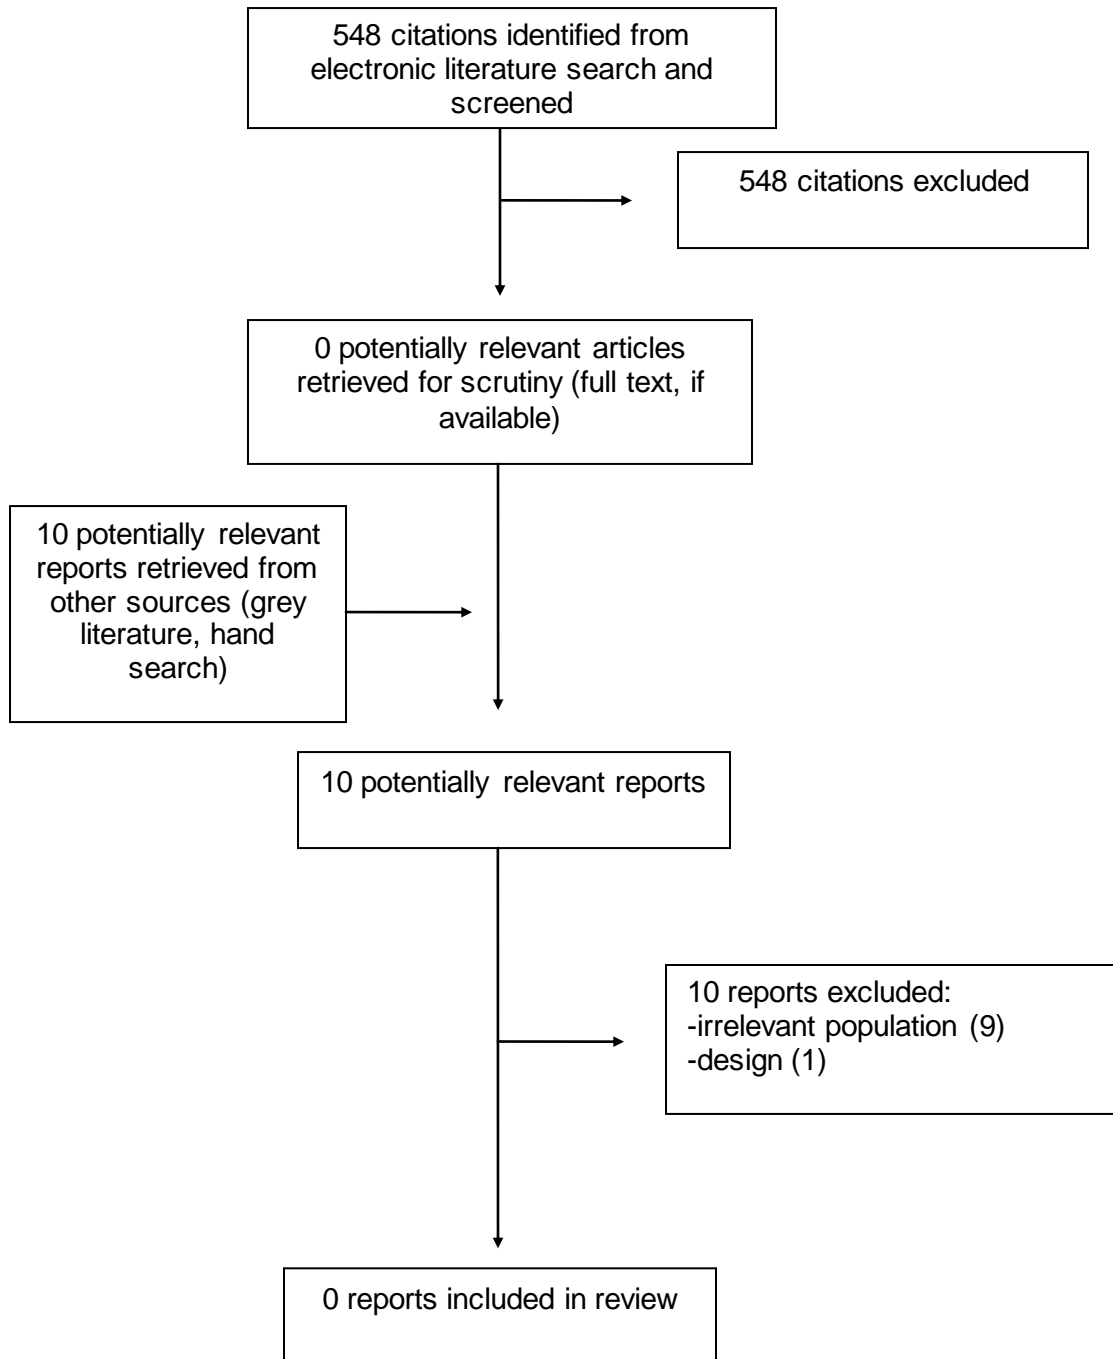 548 citations identified from
electronic literature search and
screened
548 citations excluded
0 potentially relevant articles
retrieved for scrutiny (full text, if
available)
10 potentially relevant
reports retrieved from
other sources (grey
literature, hand
search)
10 potentially relevant reports
10 reports excluded:
-irrelevant population (9)
-design (1)
0 reports included in review